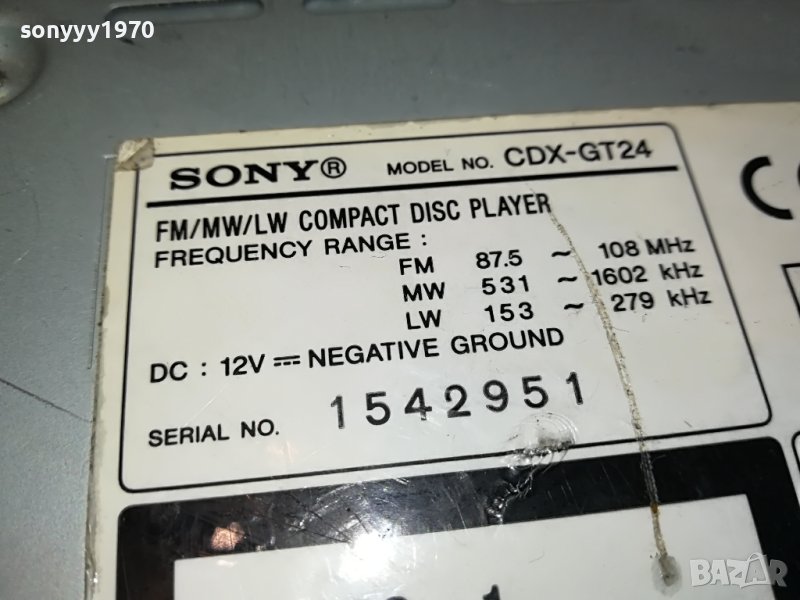 sonyyy1970
SONY® MODEL NO. CDX-GT24
FM/MW/LW COMPACT DISC PLAYER
FREQUENCY RANGE :
FM 87.5 ~ 108 MHz
MW 531 ~ 1602 kHz
LW 153 ~ 279 kHz
DC : 12V ⎓ NEGATIVE GROUND
SERIAL NO. 1542951
BAZAR